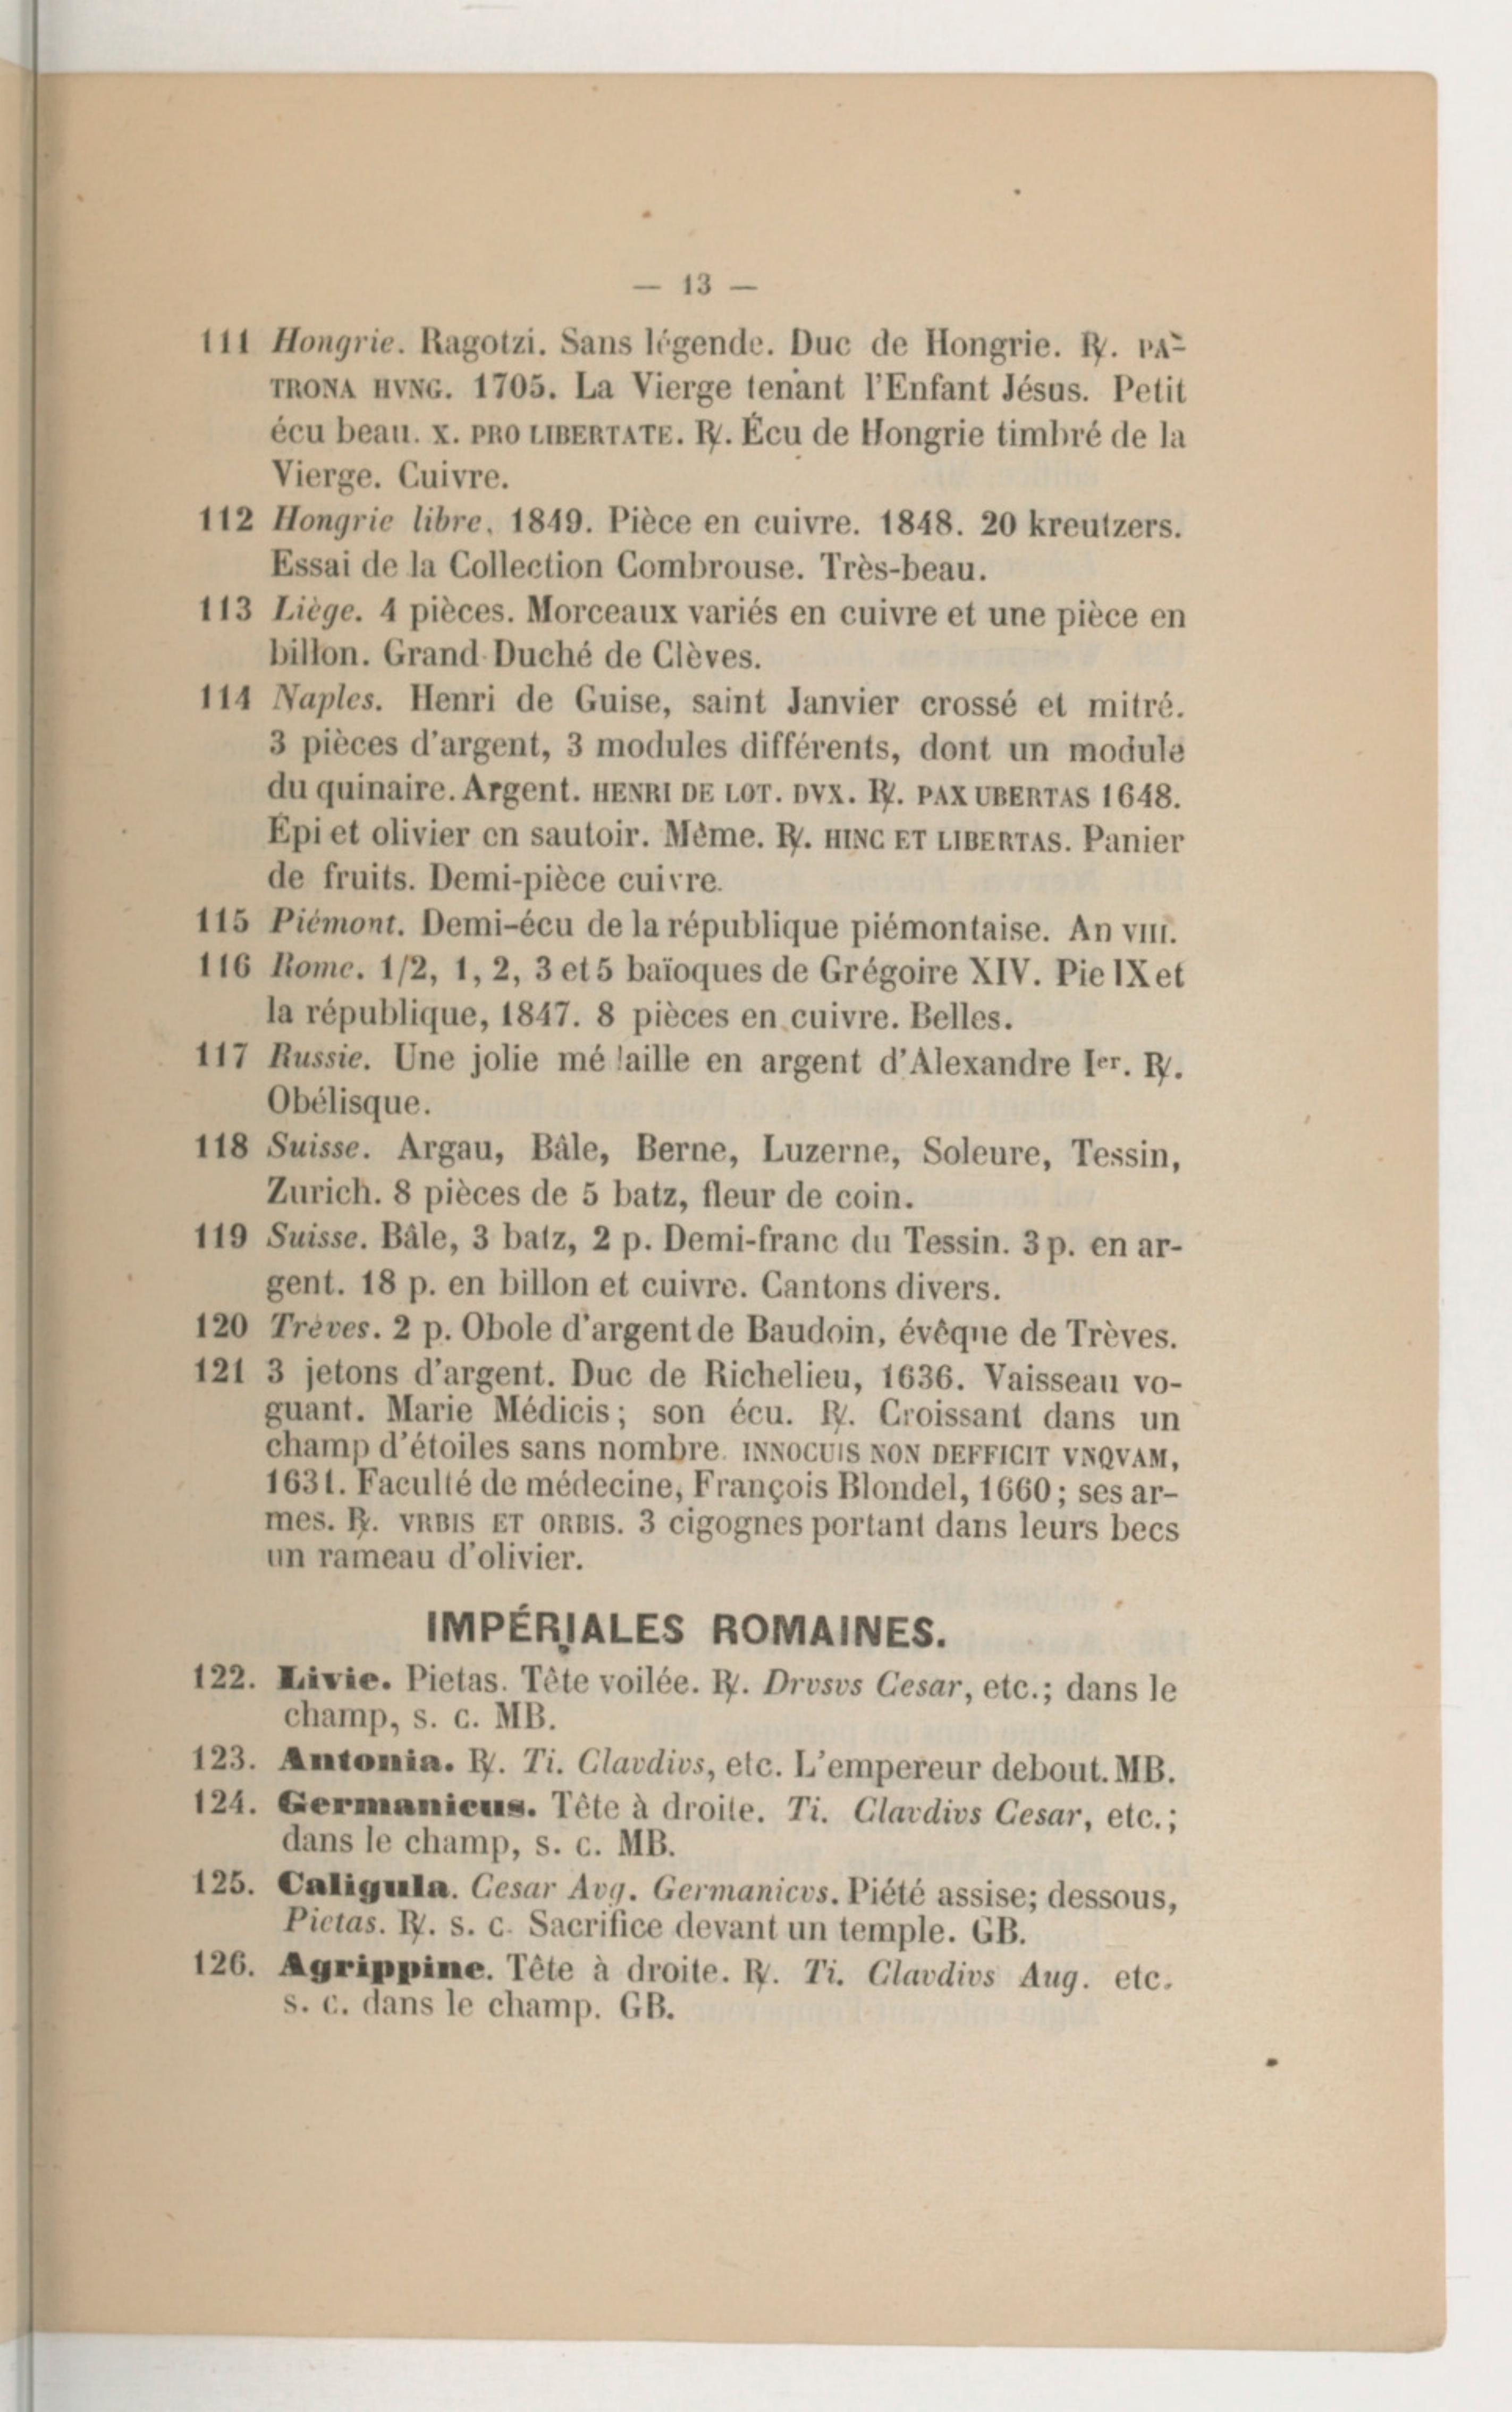 — 13 —
111 Hongrie. Ragotzi. Sans légende. Duc de Hongrie. ℟. PA-
TRONA HVNG. 1705. La Vierge tenant l'Enfant Jésus. Petit
écu beau. X. PRO LIBERTATE. ℟. Écu de Hongrie timbré de la
Vierge. Cuivre.
112 Hongrie libre. 1849. Pièce en cuivre. 1848. 20 kreutzers.
Essai de la Collection Combrouse. Très-beau.
113 Liège. 4 pièces. Morceaux variés en cuivre et une pièce en
billon. Grand-Duché de Clèves.
114 Naples. Henri de Guise, saint Janvier crossé et mitré.
3 pièces d'argent, 3 modules différents, dont un module
du quinaire. Argent. HENRI DE LOT. DVX. ℟. PAX UBERTAS 1648.
Epi et olivier en sautoir. Même. ℟. HINC ET LIBERTAS. Panier
de fruits. Demi-pièce cuivre.
115 Piémont. Demi-écu de la république piémontaise. An VIII.
116 Rome. 1/2, 1, 2, 3 et 5 baïoques de Grégoire XIV. Pie IX et
la république, 1847. 8 pièces en cuivre. Belles.
117 Russie. Une jolie mé laille en argent d'Alexandre Ier. ℟.
Obélisque.
118 Suisse. Argau, Bâle, Berne, Luzerne, Soleure, Tessin,
Zurich. 8 pièces de 5 batz, fleur de coin.
119 Suisse. Bâle, 3 batz, 2 p. Demi-franc du Tessin. 3 p. en ar-
gent. 18 p. en billon et cuivre. Cantons divers.
120 Trèves. 2 p. Obole d'argent de Baudoin, évêque de Trèves.
121 3 jetons d'argent. Duc de Richelieu, 1636. Vaisseau vo-
guant. Marie Médicis; son écu. ℟. Croissant dans un
champ d'étoiles sans nombre. INNOCUIS NON DEFFICIT VNQVAM,
1631. Faculté de médecine, François Blondel, 1660; ses ar-
mes. ℟. VRBIS ET ORBIS. 3 cigognes portant dans leurs becs
un rameau d'olivier.
IMPÉRIALES ROMAINES.
122. Livie. Pietas. Tête voilée. ℟. Drvsvs Cesar, etc.; dans le
champ, S. C. MB.
123. Antonia. ℟. Ti. Clavdivs, etc. L'empereur debout. MB.
124. Germanicus. Tête à droite. Ti. Clavdivs Cesar, etc.;
dans le champ, S. C. MB.
125. Caligula. Cesar Avg. Germanicvs. Piété assise; dessous,
Pietas. ℟. S. C. Sacrifice devant un temple. GB.
126. Agrippine. Tête à droite. ℟. Ti. Clavdivs Aug. etc.
S. C. dans le champ. GB.